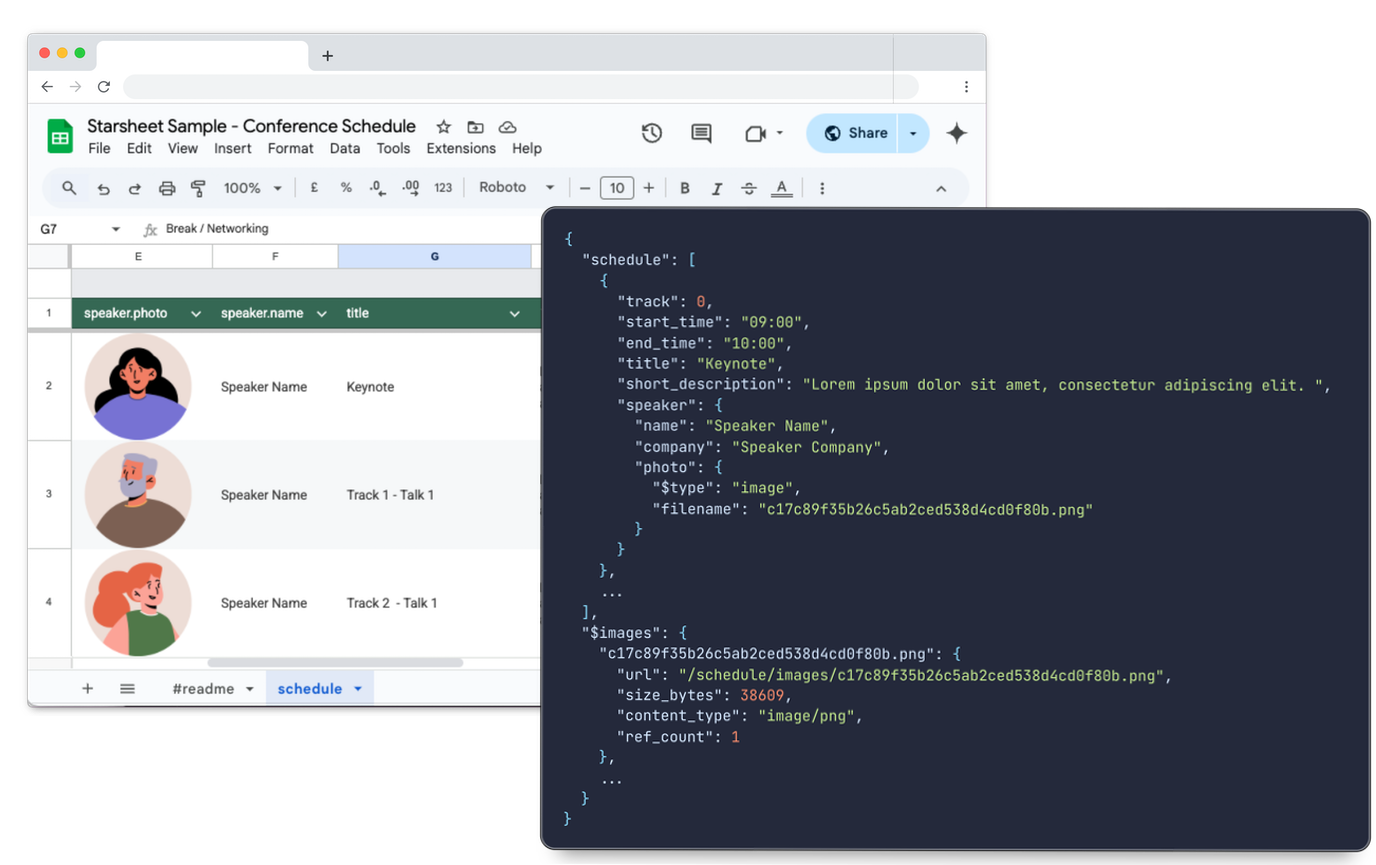 Starsheet Sample - Conference Schedule
File Edit View Insert Format Data Tools Extensions Help
Share
100% £ % .0 .00 123 Roboto 10 B I S A
G7 fx Break / Networking
E F G
1 speaker.photo speaker.name title
2 Speaker Name Keynote
3 Speaker Name Track 1 - Talk 1
4 Speaker Name Track 2 - Talk 1
#readme schedule
{
"schedule": [
{
"track": 0,
"start_time": "09:00",
"end_time": "10:00",
"title": "Keynote",
"short_description": "Lorem ipsum dolor sit amet, consectetur adipiscing elit. ",
"speaker": {
"name": "Speaker Name",
"company": "Speaker Company",
"photo": {
"$type": "image",
"filename": "c17c89f35b26c5ab2ced538d4cd0f80b.png"
}
}
},
...
],
"$images": {
"c17c89f35b26c5ab2ced538d4cd0f80b.png": {
"url": "/schedule/images/c17c89f35b26c5ab2ced538d4cd0f80b.png",
"size_bytes": 38609,
"content_type": "image/png",
"ref_count": 1
},
...
}
}